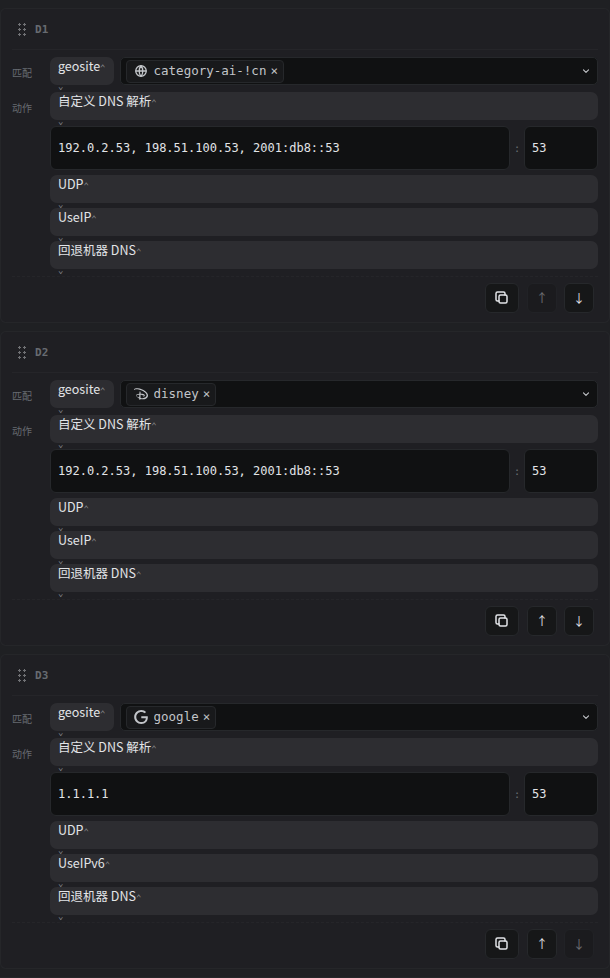 D1
匹配 geosite category-ai-!cn ×
动作 自定义 DNS 解析
192.0.2.53, 198.51.100.53, 2001:db8::53 : 53
UDP
UseIP
回退机器 DNS
↑ ↓
D2
匹配 geosite disney ×
动作 自定义 DNS 解析
192.0.2.53, 198.51.100.53, 2001:db8::53 : 53
UDP
UseIP
回退机器 DNS
↑ ↓
D3
匹配 geosite google ×
动作 自定义 DNS 解析
1.1.1.1 : 53
UDP
UseIPv6
回退机器 DNS
↑ ↓